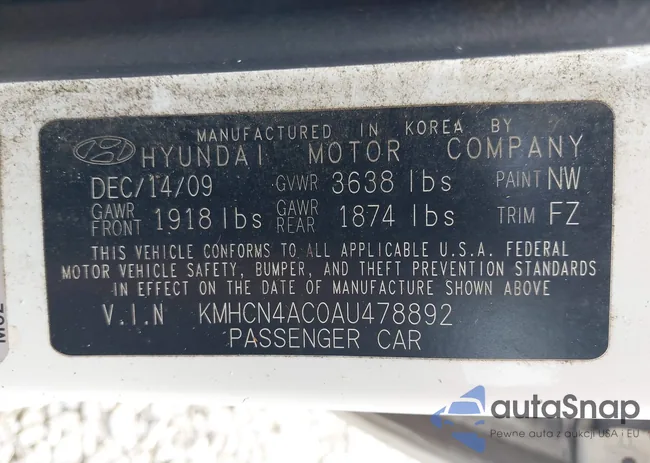 MANUFACTURED IN KOREA BY
HYUNDAI MOTOR COMPANY
DEC/14/09 GVWR 3638 lbs PAINT NW
GAWR FRONT 1918 lbs GAWR REAR 1874 lbs TRIM FZ
THIS VEHICLE CONFORMS TO ALL APPLICABLE U.S.A. FEDERAL
MOTOR VEHICLE SAFETY, BUMPER, AND THEFT PREVENTION STANDARDS
IN EFFECT ON THE DATE OF MANUFACTURE SHOWN ABOVE
V.I.N KMHCN4AC0AU478892
PASSENGER CAR
autaSnap
Pewne auta z aukcji USA i EU